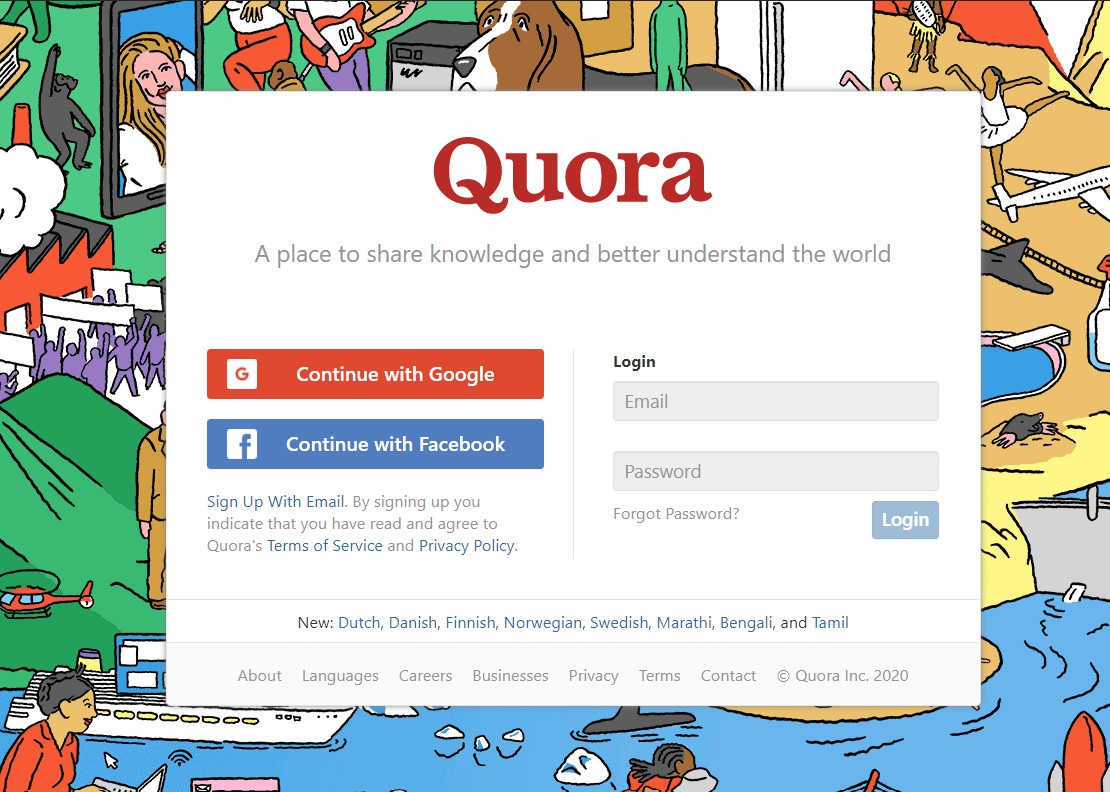 Quora
A place to share knowledge and better understand the world
G Continue with Google
f Continue with Facebook
Sign Up With Email. By signing up you
indicate that you have read and agree to
Quora's Terms of Service and Privacy Policy.
Login
Email
Password
Forgot Password?
Login
New: Dutch, Danish, Finnish, Norwegian, Swedish, Marathi, Bengali, and Tamil
About Languages Careers Businesses Privacy Terms Contact © Quora Inc. 2020